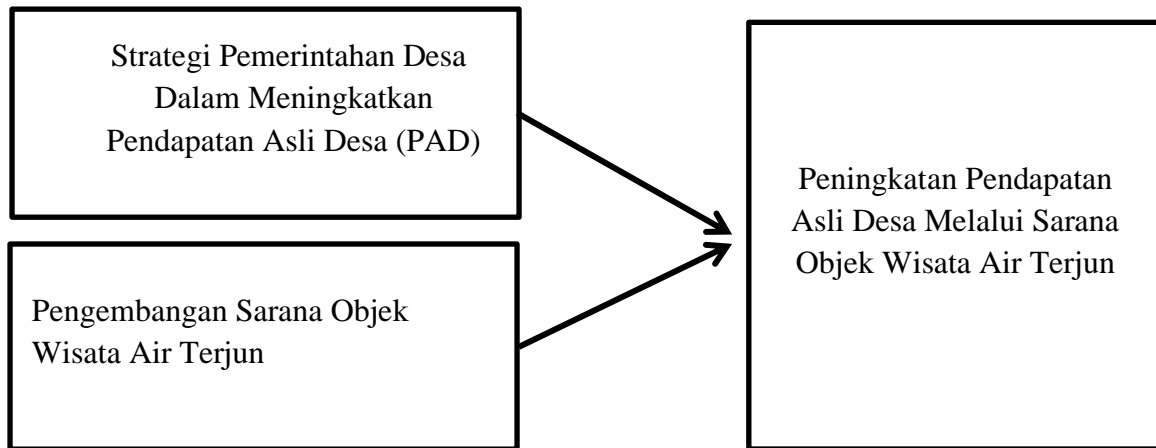 Strategi Pemerintahan Desa
Dalam Meningkatkan
Pendapatan Asli Desa (PAD)
Pengembangan Sarana Objek
Wisata Air Terjun
Peningkatan Pendapatan
Asli Desa Melalui Sarana
Objek Wisata Air Terjun